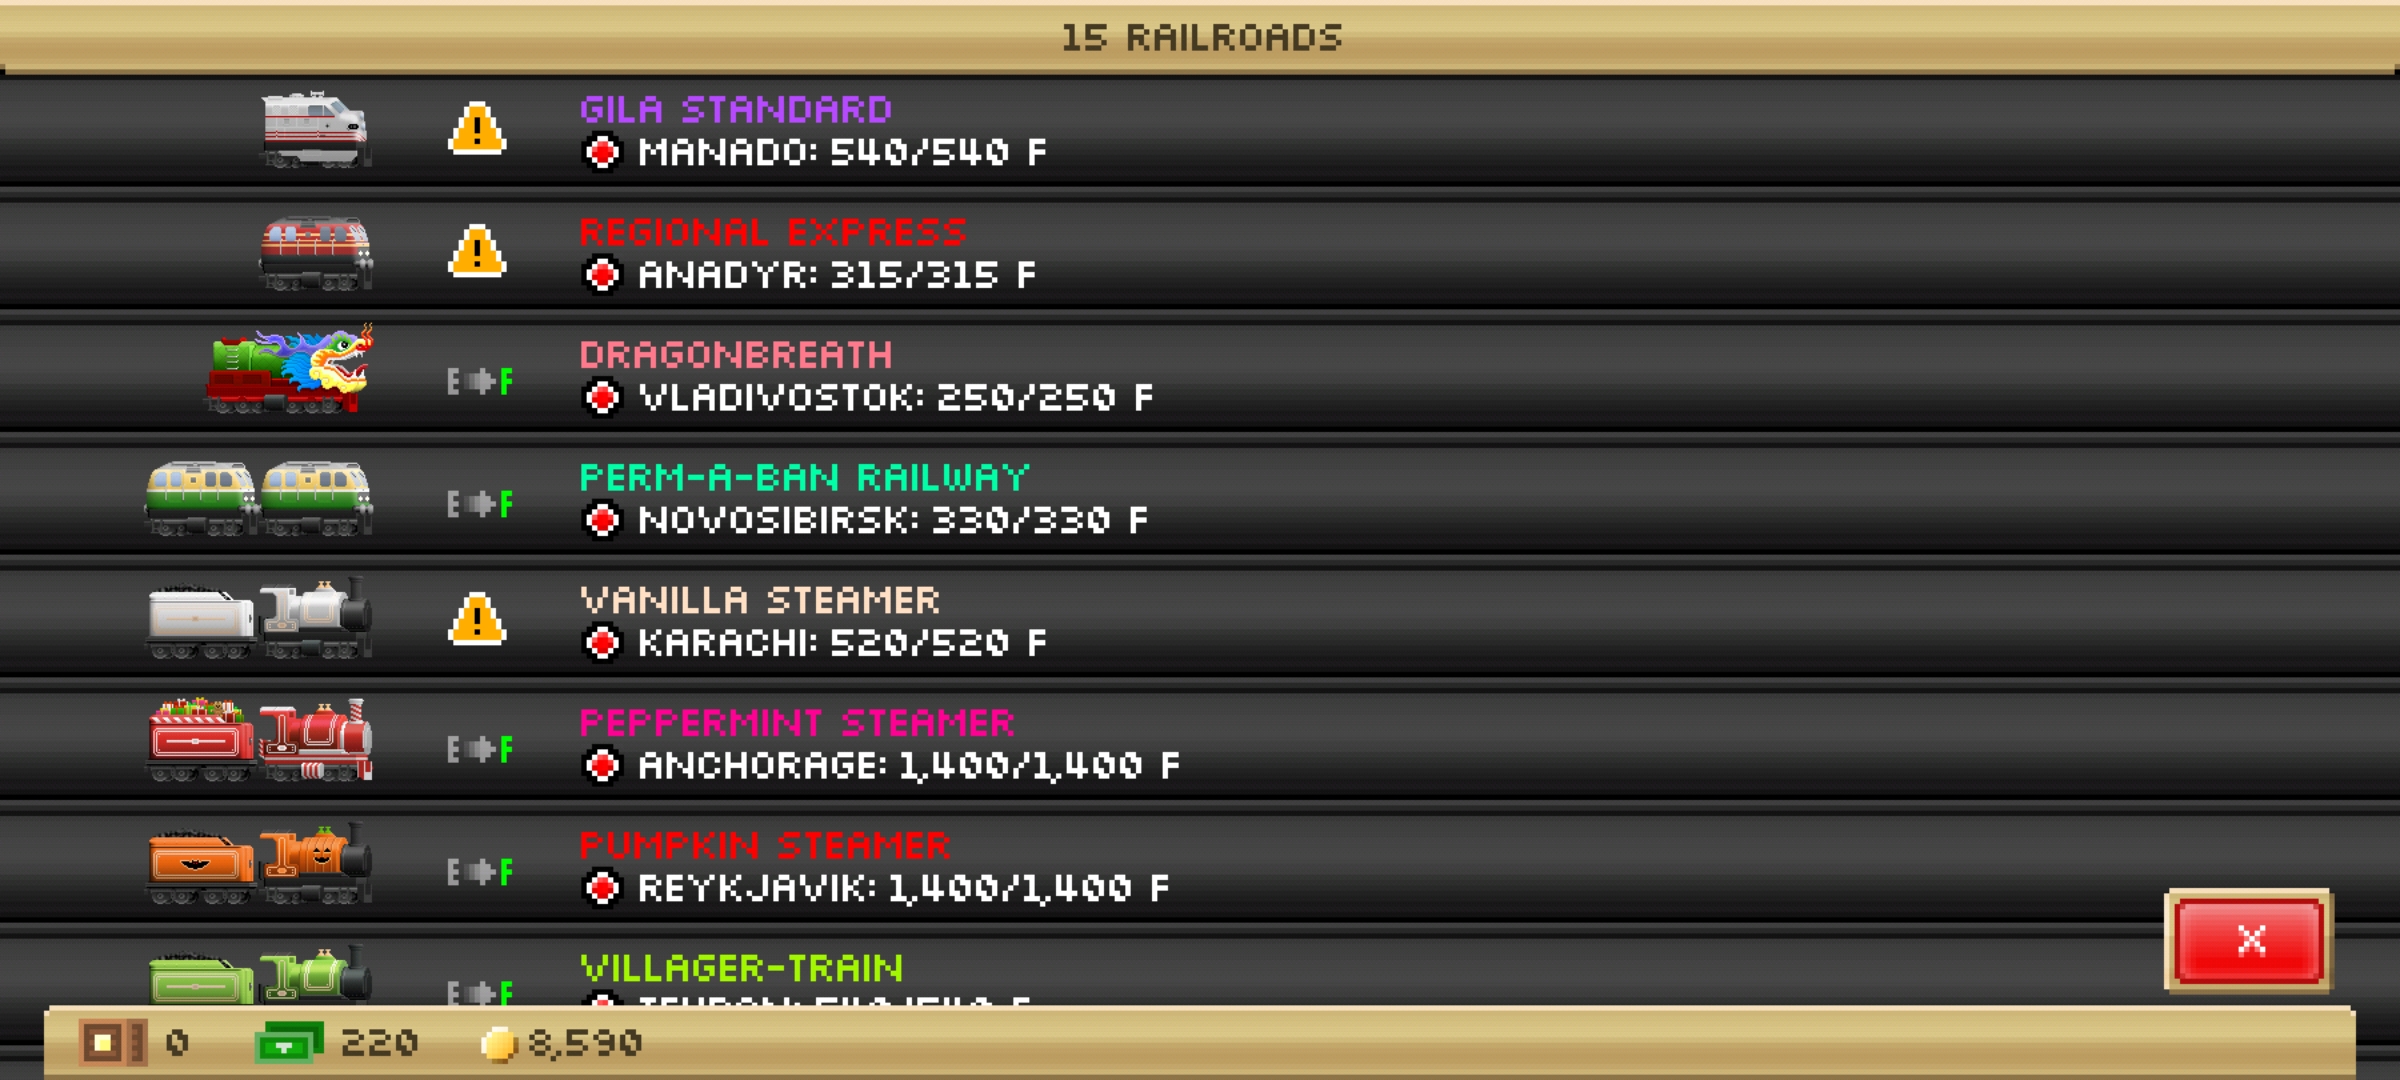 15 RAILROADS
GILA STANDARD
MANADO: 540/540 F
REGIONAL EXPRESS
ANADYR: 315/315 F
DRAGONBREATH
E F
VLADIVOSTOK: 250/250 F
PERM-A-BAN RAILWAY
E F
NOVOSIBIRSK: 330/330 F
VANILLA STEAMER
KARACHI: 520/520 F
PEPPERMINT STEAMER
E F
ANCHORAGE: 1,400/1,400 F
PUMPKIN STEAMER
E F
REYKJAVIK: 1,400/1,400 F
VILLAGER-TRAIN
E F
X
0 220 8,590